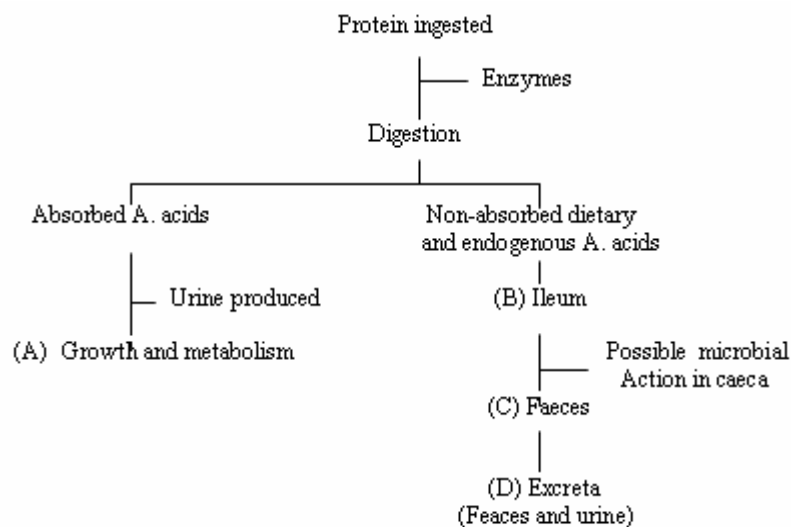 Protein ingested
Enzymes
Digestion
Absorbed A. acids
Non-absorbed dietary
and endogenous A. acids
Urine produced
(B) Ileum
(A) Growth and metabolism
Possible microbial
Action in caeca
(C) Faeces
(D) Excreta
(Feaces and urine)